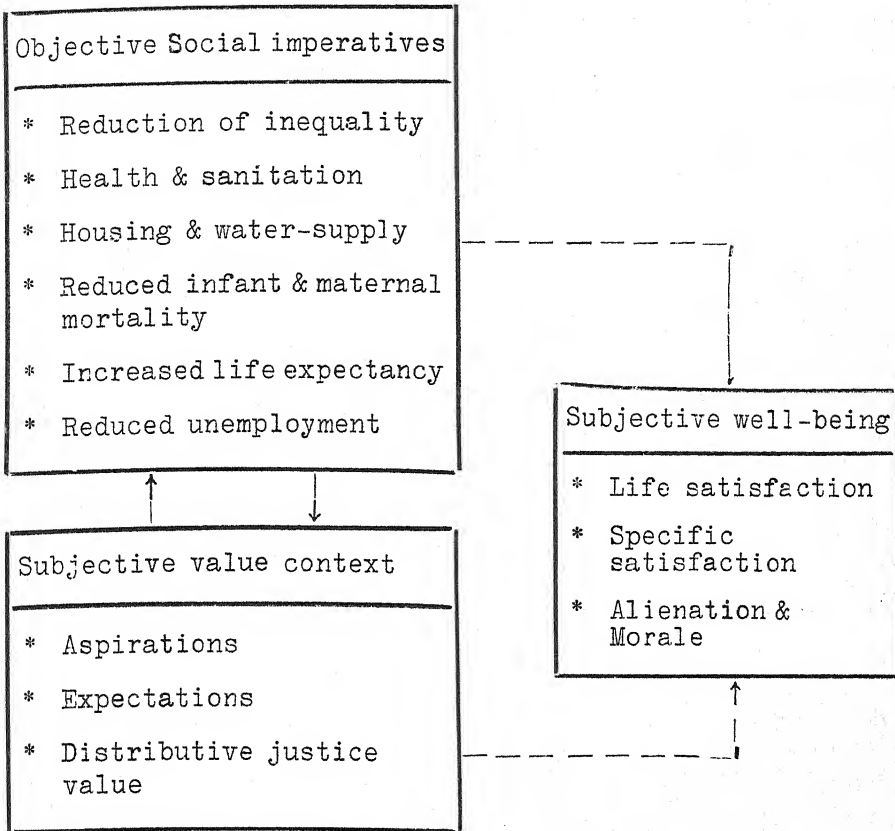 Objective Social imperatives
* Reduction of inequality
* Health & sanitation
* Housing & water-supply
* Reduced infant & maternal
mortality
* Increased life expectancy
* Reduced unemployment
Subjective value context
* Aspirations
* Expectations
* Distributive justice
value
Subjective well-being
* Life satisfaction
* Specific
satisfaction
* Alienation &
Morale